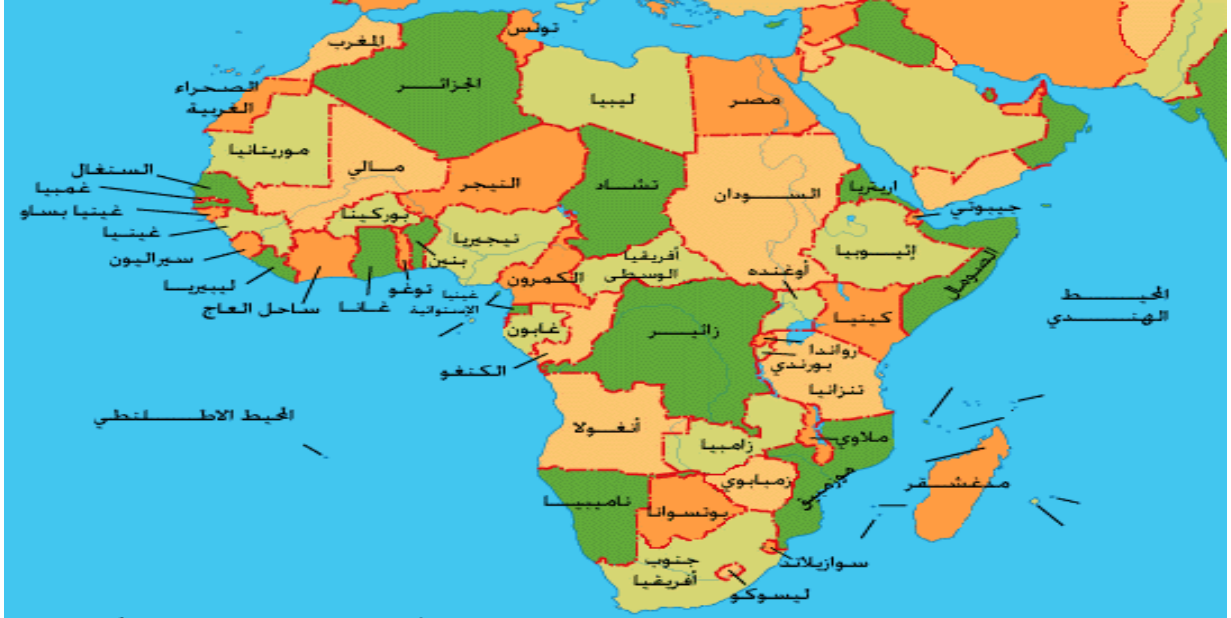 تونس
المغرب
الجزائر
ليبيا
مصر
الصحراء
الغربية
موريتانيا
مالي
النيجر
تشاد
السودان
اريتريا
جيبوتي
السنغال
غمبيا
غينيا بساو
غينيا
سيراليون
ليبيريا
ساحل العاج
بوركينا
غانا
توغو
بنين
نيجيريا
الكمرون
أفريقيا
الوسطى
إثيوبيا
الصومال
أوغنده
كينيا
غينيا
الإستوائية
غابون
الكنغو
زائير
رواندا
بورندي
تنزانيا
المحيط
الهندي
المحيط الاطلنطي
أنغولا
زامبيا
ملاوي
موزمبيق
زمبابوي
مدغشقر
ناميبيا
بوتسوانا
جنوب
أفريقيا
سوازيلاند
ليسوكو